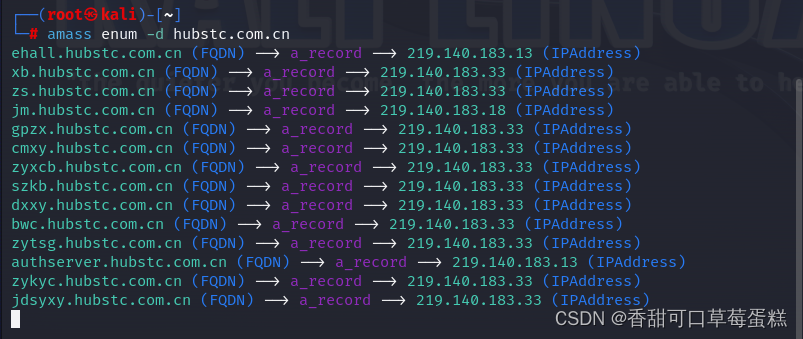 ┌──(root㉿kali)-[~]
└─# amass enum -d hubstc.com.cn
ehall.hubstc.com.cn (FQDN) --> a_record --> 219.140.183.13 (IPAddress)
xb.hubstc.com.cn (FQDN) --> a_record --> 219.140.183.33 (IPAddress)
zs.hubstc.com.cn (FQDN) --> a_record --> 219.140.183.33 (IPAddress)
jm.hubstc.com.cn (FQDN) --> a_record --> 219.140.183.18 (IPAddress)
gpzx.hubstc.com.cn (FQDN) --> a_record --> 219.140.183.33 (IPAddress)
cmxy.hubstc.com.cn (FQDN) --> a_record --> 219.140.183.33 (IPAddress)
zyxcb.hubstc.com.cn (FQDN) --> a_record --> 219.140.183.33 (IPAddress)
szkb.hubstc.com.cn (FQDN) --> a_record --> 219.140.183.33 (IPAddress)
dxxy.hubstc.com.cn (FQDN) --> a_record --> 219.140.183.33 (IPAddress)
bwc.hubstc.com.cn (FQDN) --> a_record --> 219.140.183.33 (IPAddress)
zytsg.hubstc.com.cn (FQDN) --> a_record --> 219.140.183.33 (IPAddress)
authserver.hubstc.com.cn (FQDN) --> a_record --> 219.140.183.13 (IPAddress)
zykyc.hubstc.com.cn (FQDN) --> a_record --> 219.140.183.33 (IPAddress)
jdsyxy.hubstc.com.cn (FQDN) --> a_record --> 219.140.183.33 (IPAddress)
CSDN @香甜可口草莓蛋糕